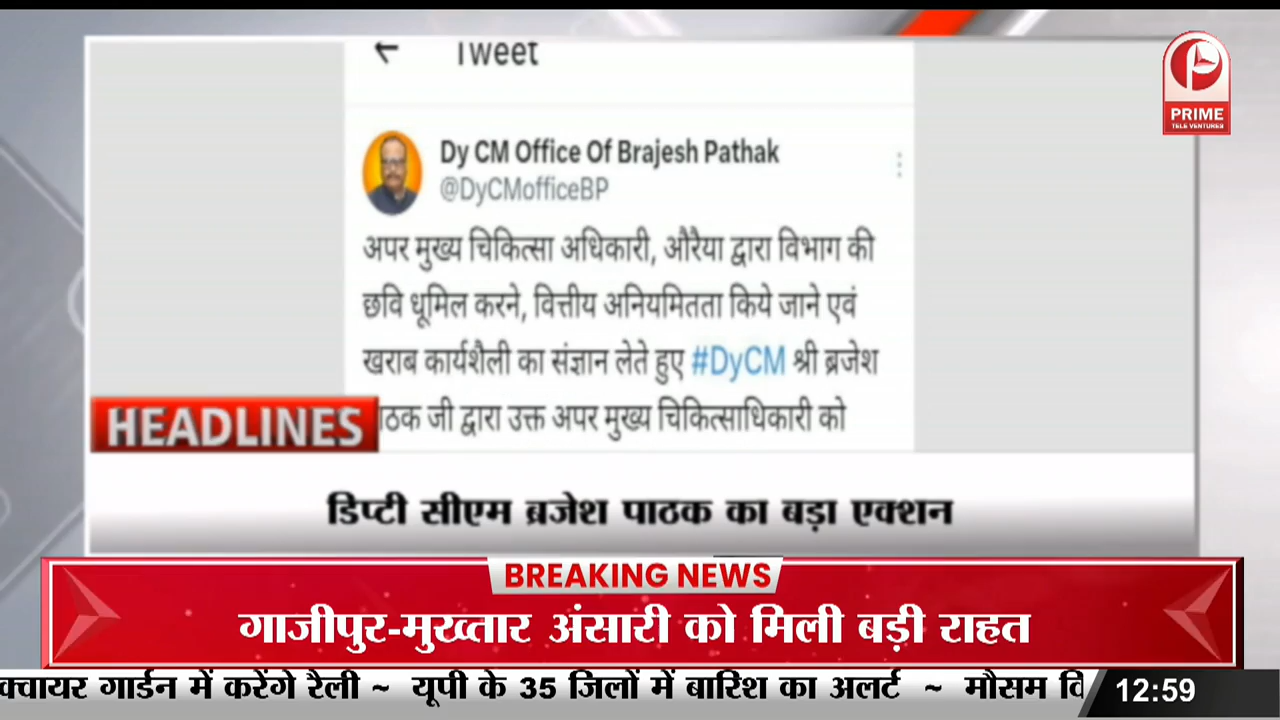 Tweet
PRIME
TELE VENTURES
Dy CM Office Of Brajesh Pathak
@DyCMofficeBP
अपर मुख्य चिकित्सा अधिकारी, औरैया द्वारा विभाग की
छवि धूमिल करने, वित्तीय अनियमितता किये जाने एवं
खराब कार्यशैली का संज्ञान लेते हुए #DyCM श्री ब्रजेश
ाठक जी द्वारा उक्त अपर मुख्य चिकित्साधिकारी को
HEADLINES
डिप्टी सीएम ब्रजेश पाठक का बड़ा एक्शन
BREAKING NEWS
गाजीपुर-मुख्तार अंसारी को मिली बड़ी राहत
क्वायर गार्डन में करेंगे रैली ~ यूपी के 35 जिलों में बारिश का अलर्ट ~ मौसम वि
12:59